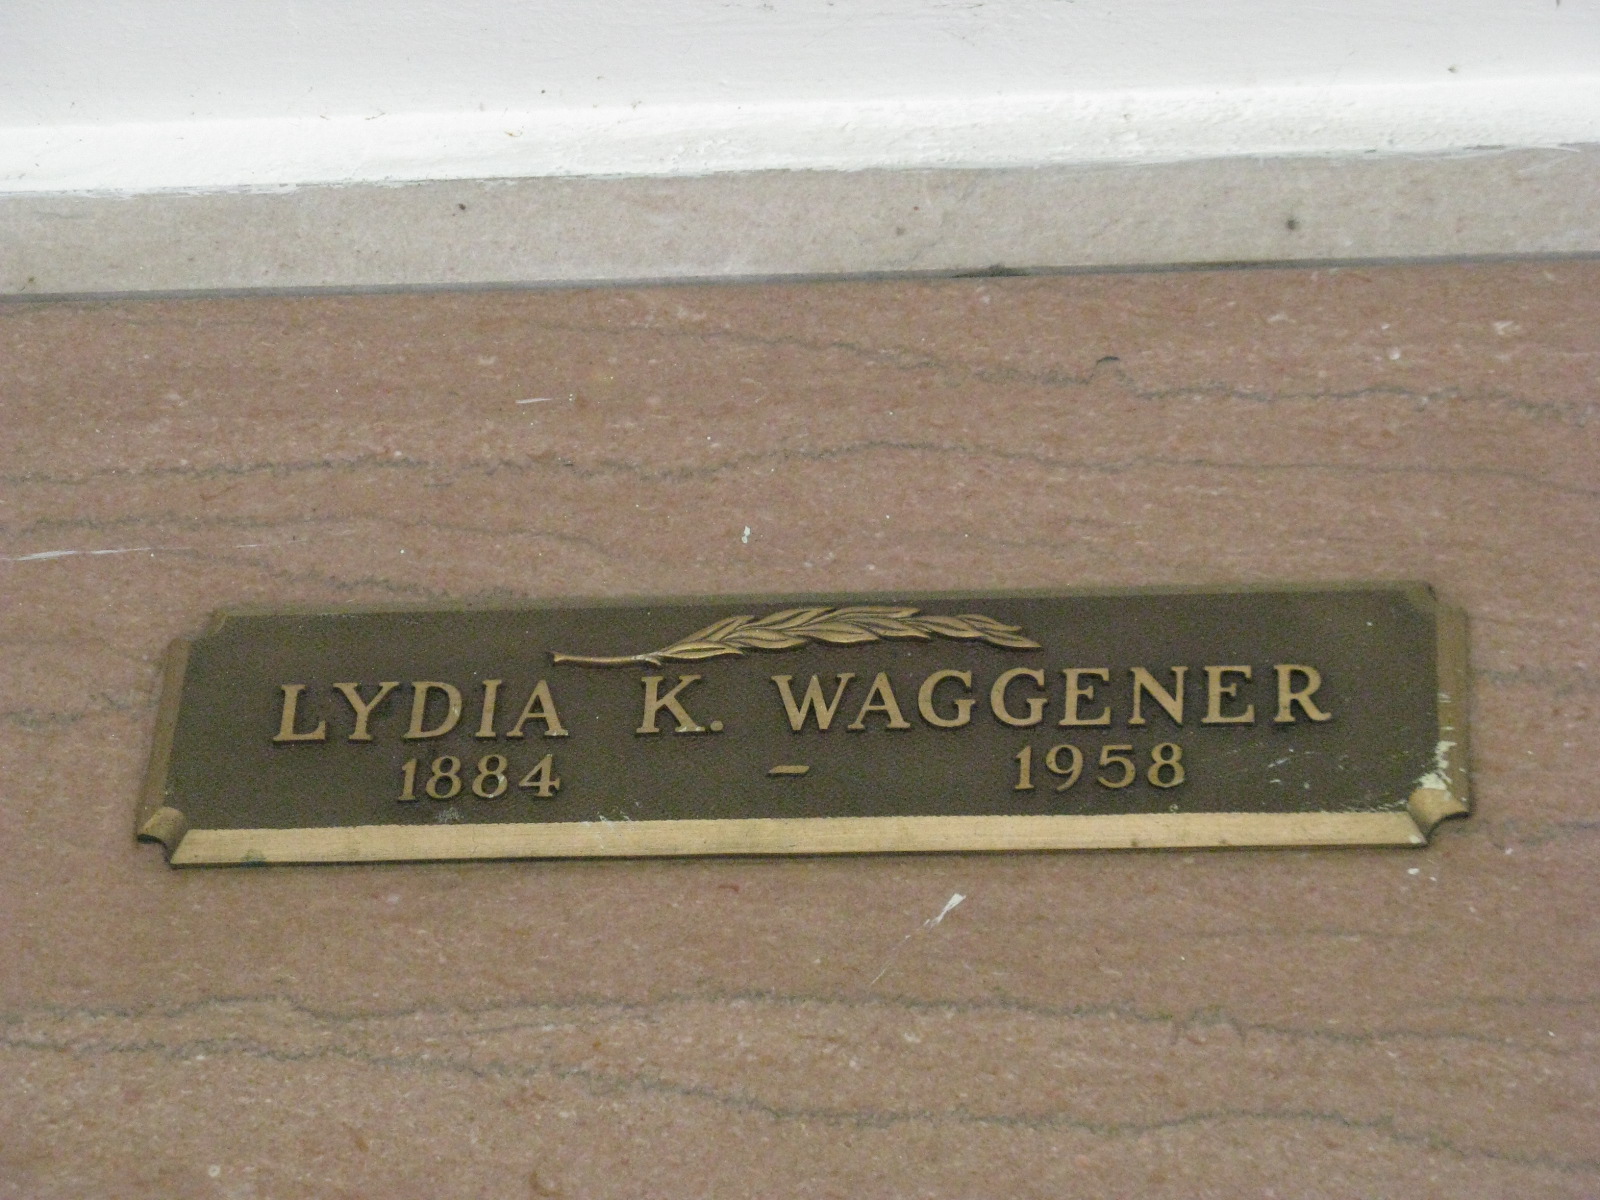 LYDIA K. WAGGENER
1884 – 1958